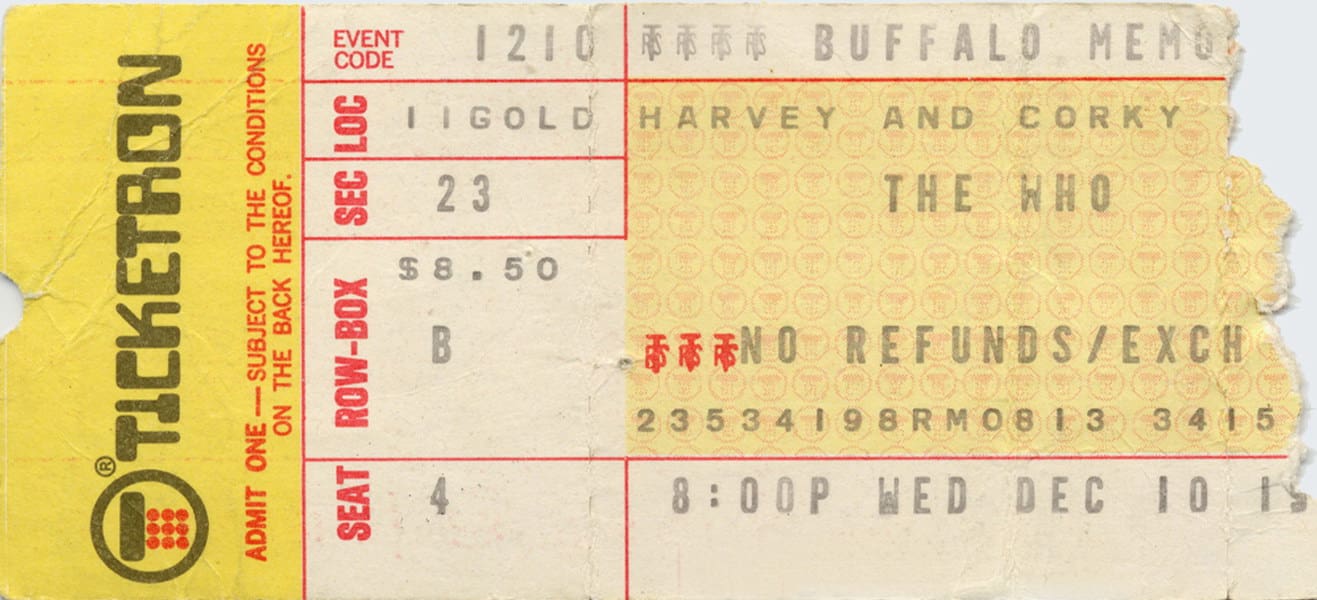 ® TICKETRON
ADMIT ONE — SUBJECT TO THE CONDITIONS
ON THE BACK HEREOF.
EVENT
CODE
1210
BUFFALO MEMO
LOC
IIGOLD
HARVEY AND CORKY
SEC
23
THE WHO
$8.50
ROW-BOX
B
NO REFUNDS/EXCH
23534198RMO813 3415
SEAT
4
8:00P WED DEC 10